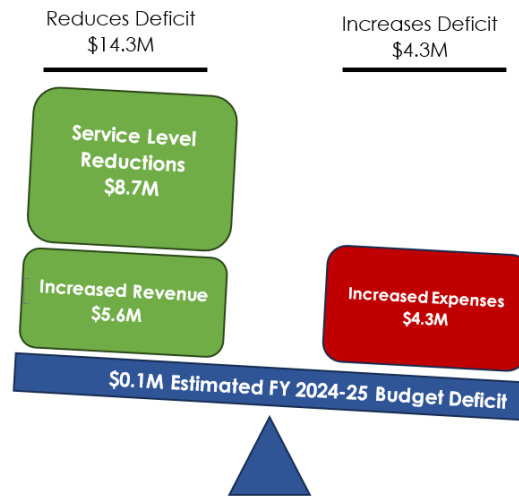 Reduces Deficit
$14.3M
Increases Deficit
$4.3M
Service Level
Reductions
$8.7M
Increased Revenue
$5.6M
Increased Expenses
$4.3M
$0.1M Estimated FY 2024-25 Budget Deficit